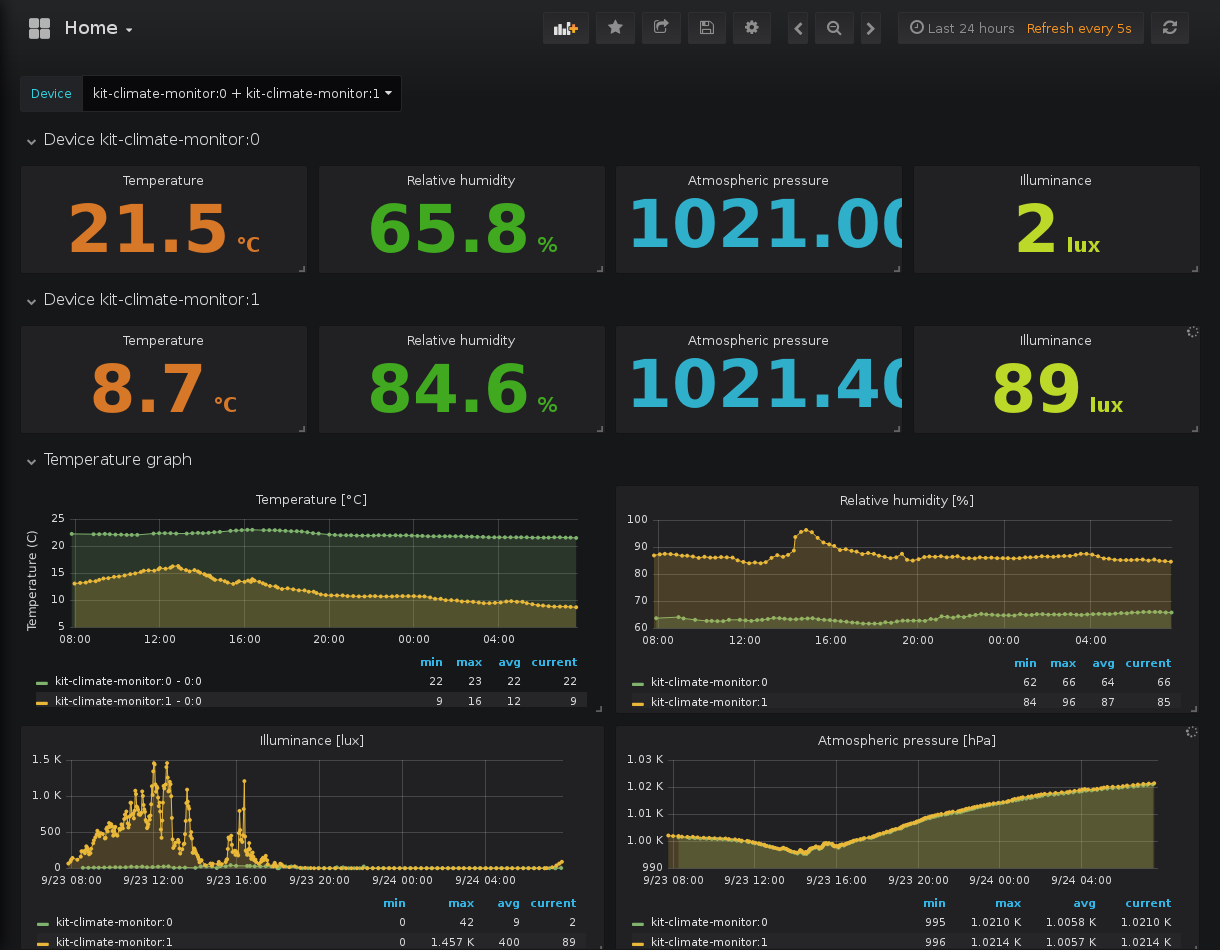 Home
Last 24 hours Refresh every 5s
Device kit-climate-monitor:0 + kit-climate-monitor:1
Device kit-climate-monitor:0
Temperature Relative humidity Atmospheric pressure Illuminance
21.5 °C 65.8 % 1021.00 2 lux
Device kit-climate-monitor:1
Temperature Relative humidity Atmospheric pressure Illuminance
8.7 °C 84.6 % 1021.40 89 lux
Temperature graph
Temperature [°C]
Temperature (C)
25
20
15
10
5
08:00 12:00 16:00 20:00 00:00 04:00
min max avg current
kit-climate-monitor:0 - 0:0 22 23 22 22
kit-climate-monitor:1 - 0:0 9 16 12 9
Relative humidity [%]
100
90
80
70
60
08:00 12:00 16:00 20:00 00:00 04:00
min max avg current
kit-climate-monitor:0 62 66 64 66
kit-climate-monitor:1 84 96 87 85
Illuminance [lux]
1.5 K
1.0 K
500
0
9/23 08:00 9/23 12:00 9/23 16:00 9/23 20:00 9/24 00:00 9/24 04:00
min max avg current
kit-climate-monitor:0 0 42 9 2
kit-climate-monitor:1 0 1.457 K 400 89
Atmospheric pressure [hPa]
1.03 K
1.02 K
1.01 K
1.00 K
990
9/23 08:00 9/23 12:00 9/23 16:00 9/23 20:00 9/24 00:00 9/24 04:00
min max avg current
kit-climate-monitor:0 995 1.0210 K 1.0058 K 1.0210 K
kit-climate-monitor:1 996 1.0214 K 1.0057 K 1.0214 K